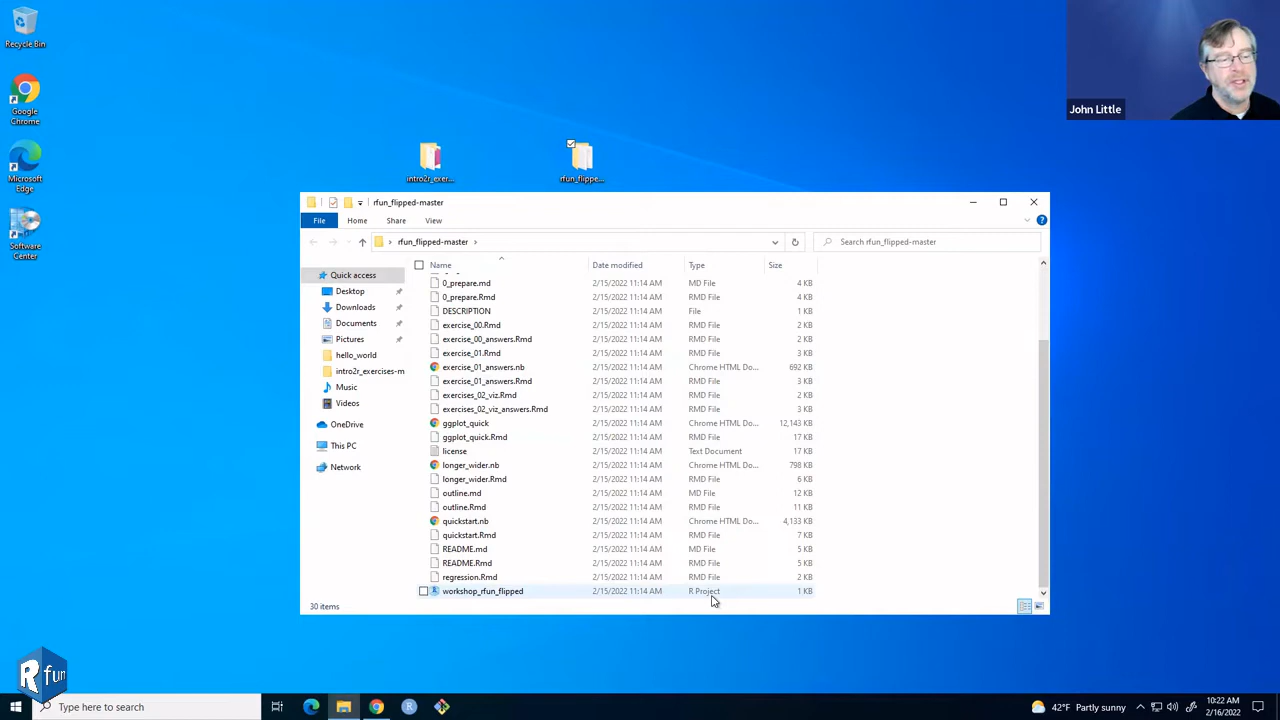 Recycle Bin
Google Chrome
Microsoft Edge
Software Center
intro2r_exer...
rfun_flippe...
John Little
rfun_flipped-master
File Home Share View
rfun_flipped-master
Search rfun_flipped-master
Name Date modified Type Size
Quick access
Desktop
Downloads
Documents
Pictures
hello_world
intro2r_exercises-m
Music
Videos
OneDrive
This PC
Network
0_prepare.md 2/15/2022 11:14 AM MD File 4 KB
0_prepare.Rmd 2/15/2022 11:14 AM RMD File 4 KB
DESCRIPTION 2/15/2022 11:14 AM File 1 KB
exercise_00.Rmd 2/15/2022 11:14 AM RMD File 2 KB
exercise_00_answers.Rmd 2/15/2022 11:14 AM RMD File 2 KB
exercise_01.Rmd 2/15/2022 11:14 AM RMD File 3 KB
exercise_01_answers.nb 2/15/2022 11:14 AM Chrome HTML Do... 692 KB
exercise_01_answers.Rmd 2/15/2022 11:14 AM RMD File 3 KB
exercises_02_viz.Rmd 2/15/2022 11:14 AM RMD File 2 KB
exercises_02_viz_answers.Rmd 2/15/2022 11:14 AM RMD File 3 KB
ggplot_quick 2/15/2022 11:14 AM Chrome HTML Do... 12,143 KB
ggplot_quick.Rmd 2/15/2022 11:14 AM RMD File 17 KB
license 2/15/2022 11:14 AM Text Document 17 KB
longer_wider.nb 2/15/2022 11:14 AM Chrome HTML Do... 798 KB
longer_wider.Rmd 2/15/2022 11:14 AM RMD File 6 KB
outline.md 2/15/2022 11:14 AM MD File 12 KB
outline.Rmd 2/15/2022 11:14 AM RMD File 11 KB
quickstart.nb 2/15/2022 11:14 AM Chrome HTML Do... 4,133 KB
quickstart.Rmd 2/15/2022 11:14 AM RMD File 7 KB
README.md 2/15/2022 11:14 AM MD File 5 KB
README.Rmd 2/15/2022 11:14 AM RMD File 5 KB
regression.Rmd 2/15/2022 11:14 AM RMD File 2 KB
workshop_rfun_flipped 2/15/2022 11:14 AM R Project 1 KB
30 items
R fun
Type here to search
42°F Partly sunny
10:22 AM
2/16/2022